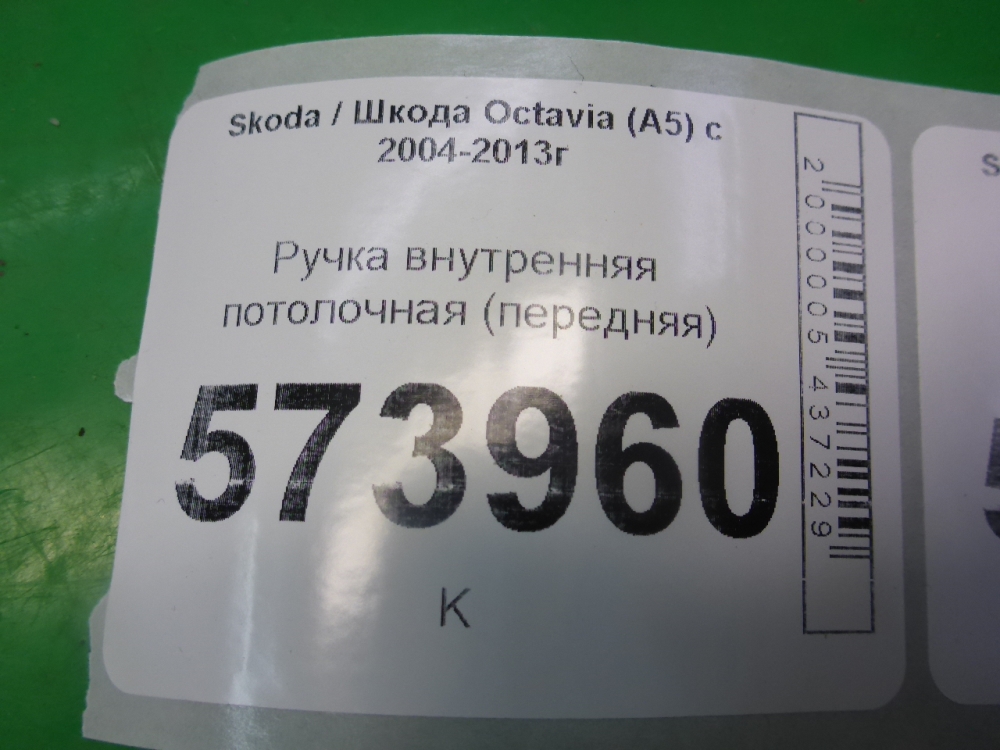 Skoda / Шкода Octavia (A5) с
2004-2013г
Ручка внутренняя
потолочная (передняя)
573960
К
2000005437229